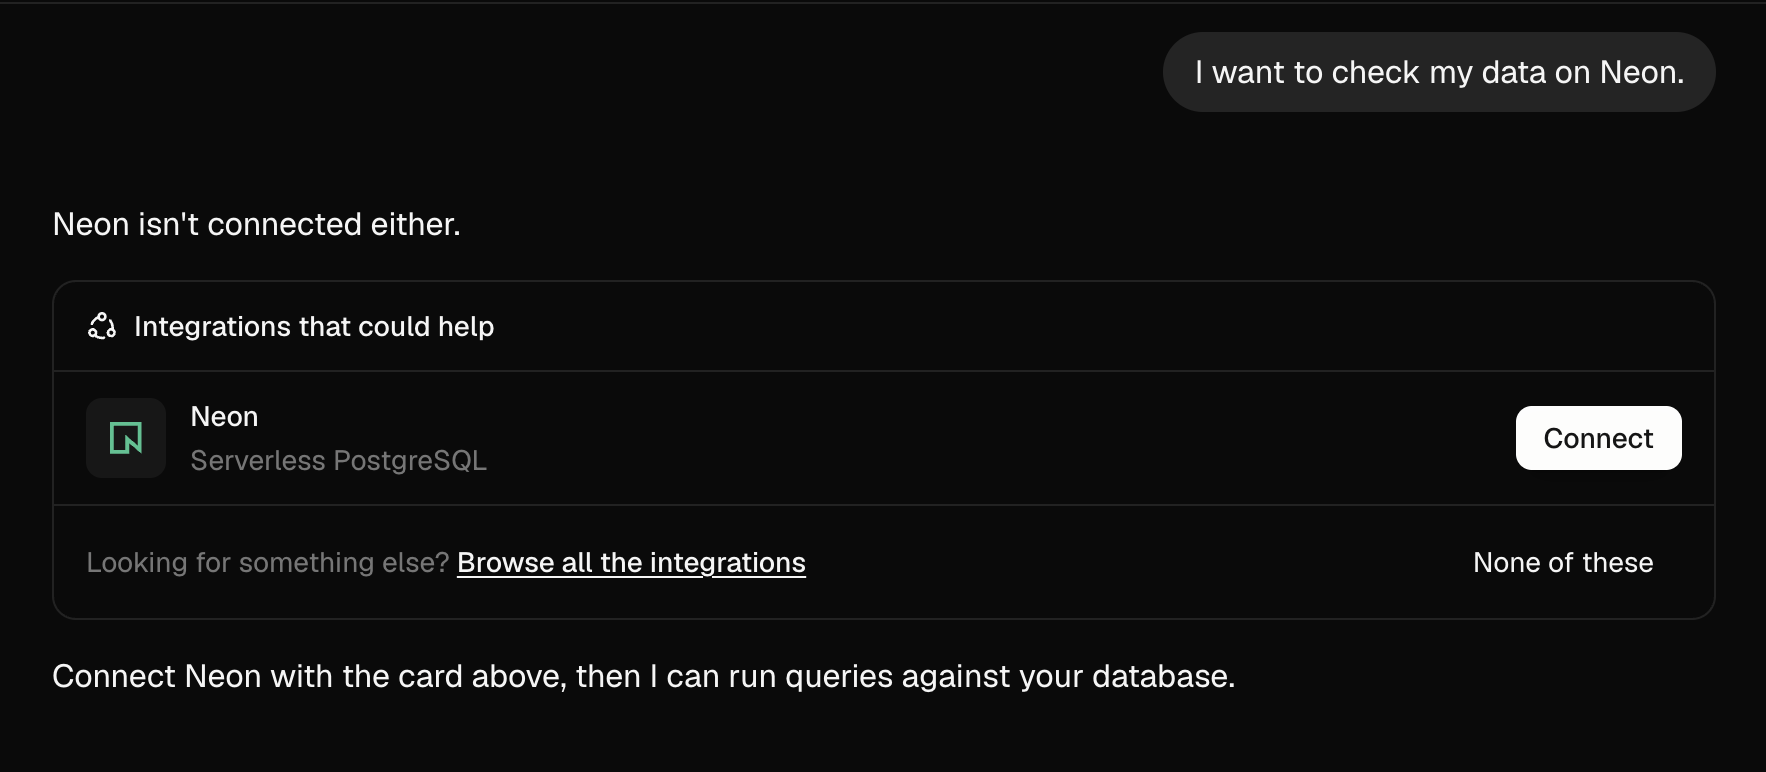 I want to check my data on Neon.
Neon isn't connected either.
Integrations that could help
Neon
Serverless PostgreSQL
Connect
Looking for something else? Browse all the integrations
None of these
Connect Neon with the card above, then I can run queries against your database.